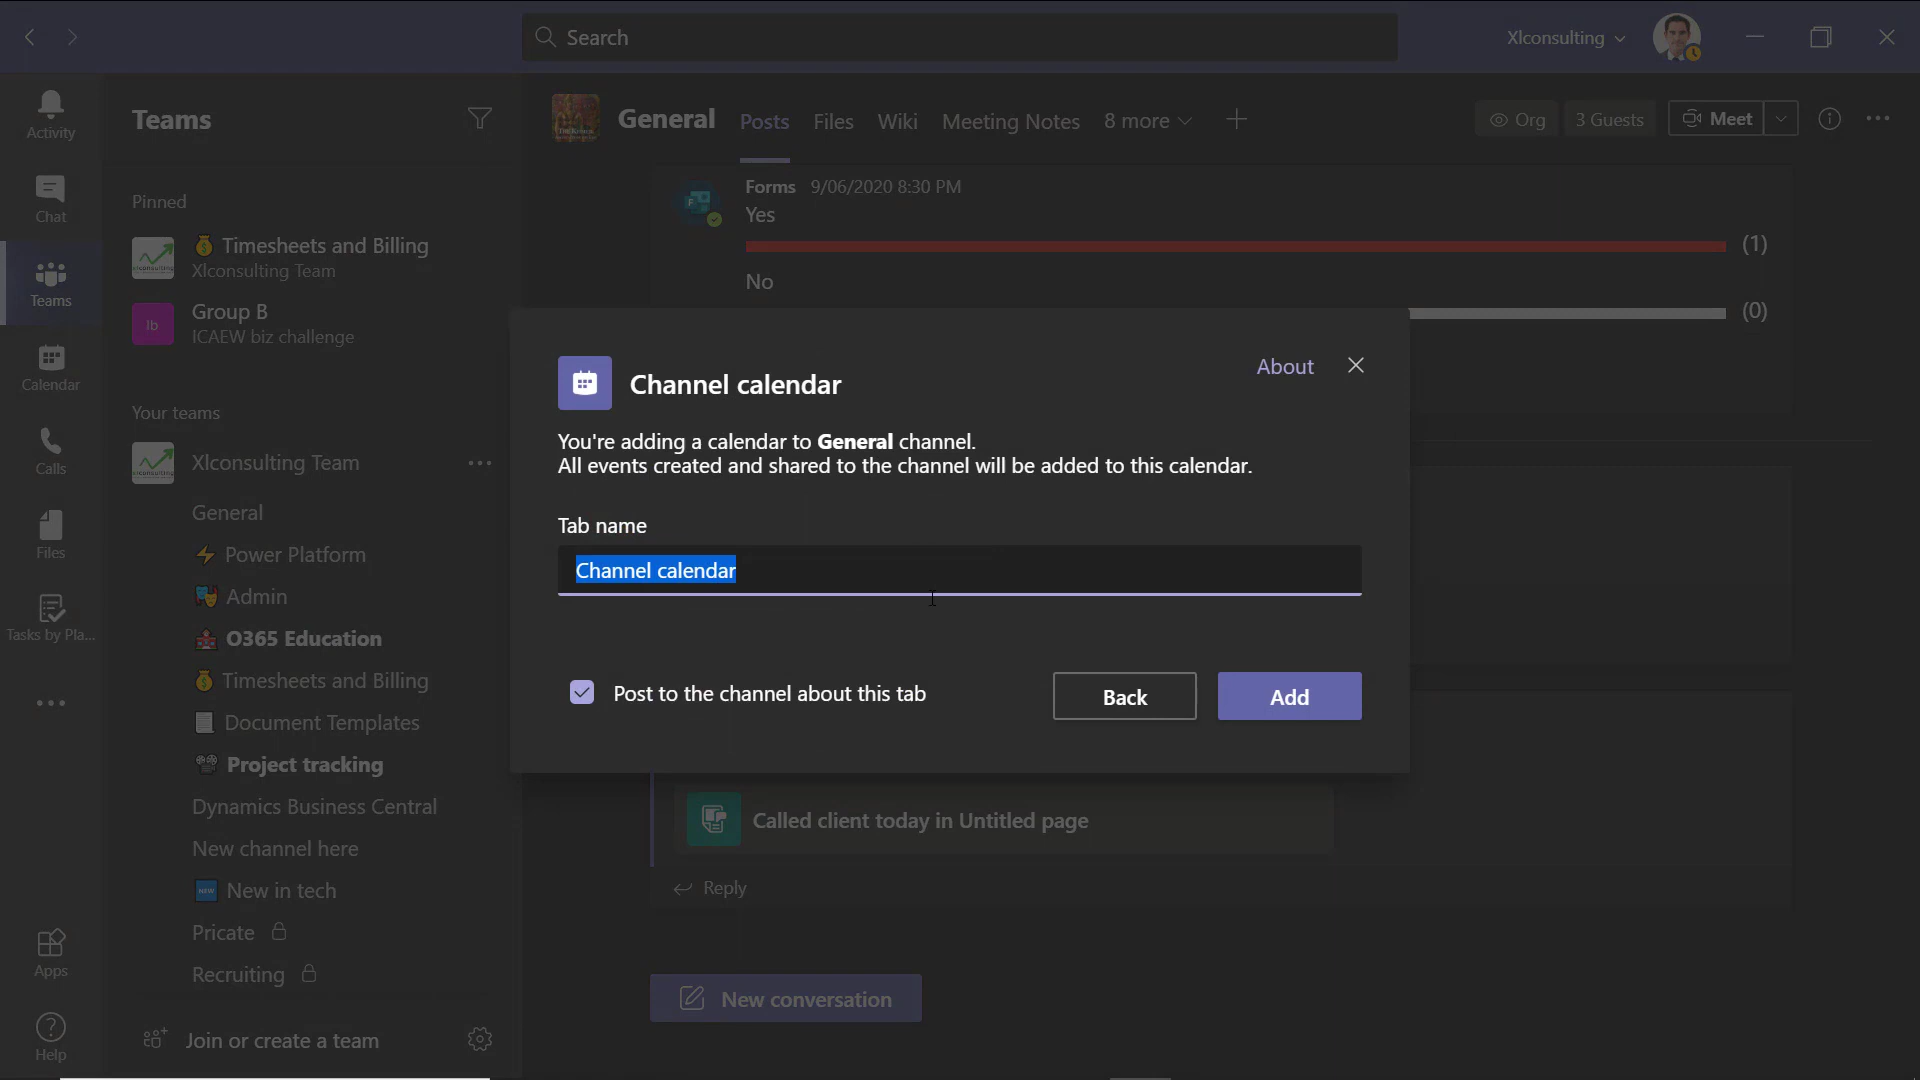 Search
Xlconsulting
Activity
Chat
Teams
Calendar
Calls
Files
Tasks by Pla...
Apps
Help
Teams
Pinned
Timesheets and Billing
Xlconsulting Team
Ib
Group B
ICAEW biz challenge
Your teams
Xlconsulting Team
General
Power Platform
Admin
O365 Education
Timesheets and Billing
Document Templates
Project tracking
Dynamics Business Central
New channel here
New in tech
Pricate
Recruiting
Join or create a team
General Posts Files Wiki Meeting Notes 8 more
Org 3 Guests Meet
Forms 9/06/2020 8:30 PM
Yes
(1)
No
(0)
Channel calendar
About
You're adding a calendar to General channel.
All events created and shared to the channel will be added to this calendar.
Tab name
Channel calendar
Post to the channel about this tab
Back
Add
Called client today in Untitled page
Reply
New conversation